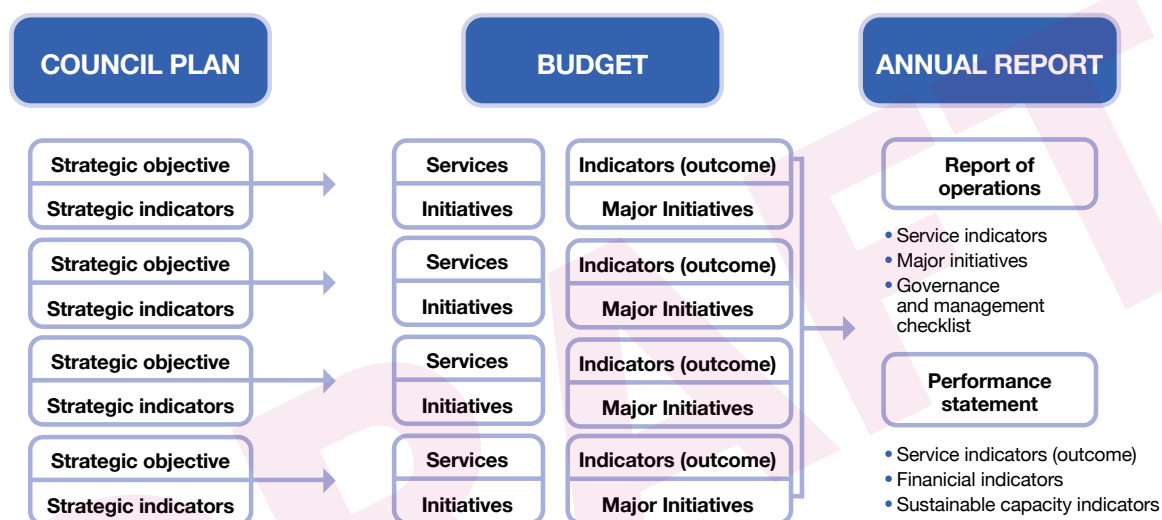 COUNCIL PLAN
BUDGET
ANNUAL REPORT
Strategic objective
Strategic indicators
Services
Initiatives
Indicators (outcome)
Major Initiatives
Strategic objective
Strategic indicators
Services
Initiatives
Indicators (outcome)
Major Initiatives
Strategic objective
Strategic indicators
Services
Initiatives
Indicators (outcome)
Major Initiatives
Strategic objective
Strategic indicators
Services
Initiatives
Indicators (outcome)
Major Initiatives
Report of
operations
• Service indicators
• Major initiatives
• Governance
and management
checklist
Performance
statement
• Service indicators (outcome)
• Finanicial indicators
• Sustainable capacity indicators
DRAFT